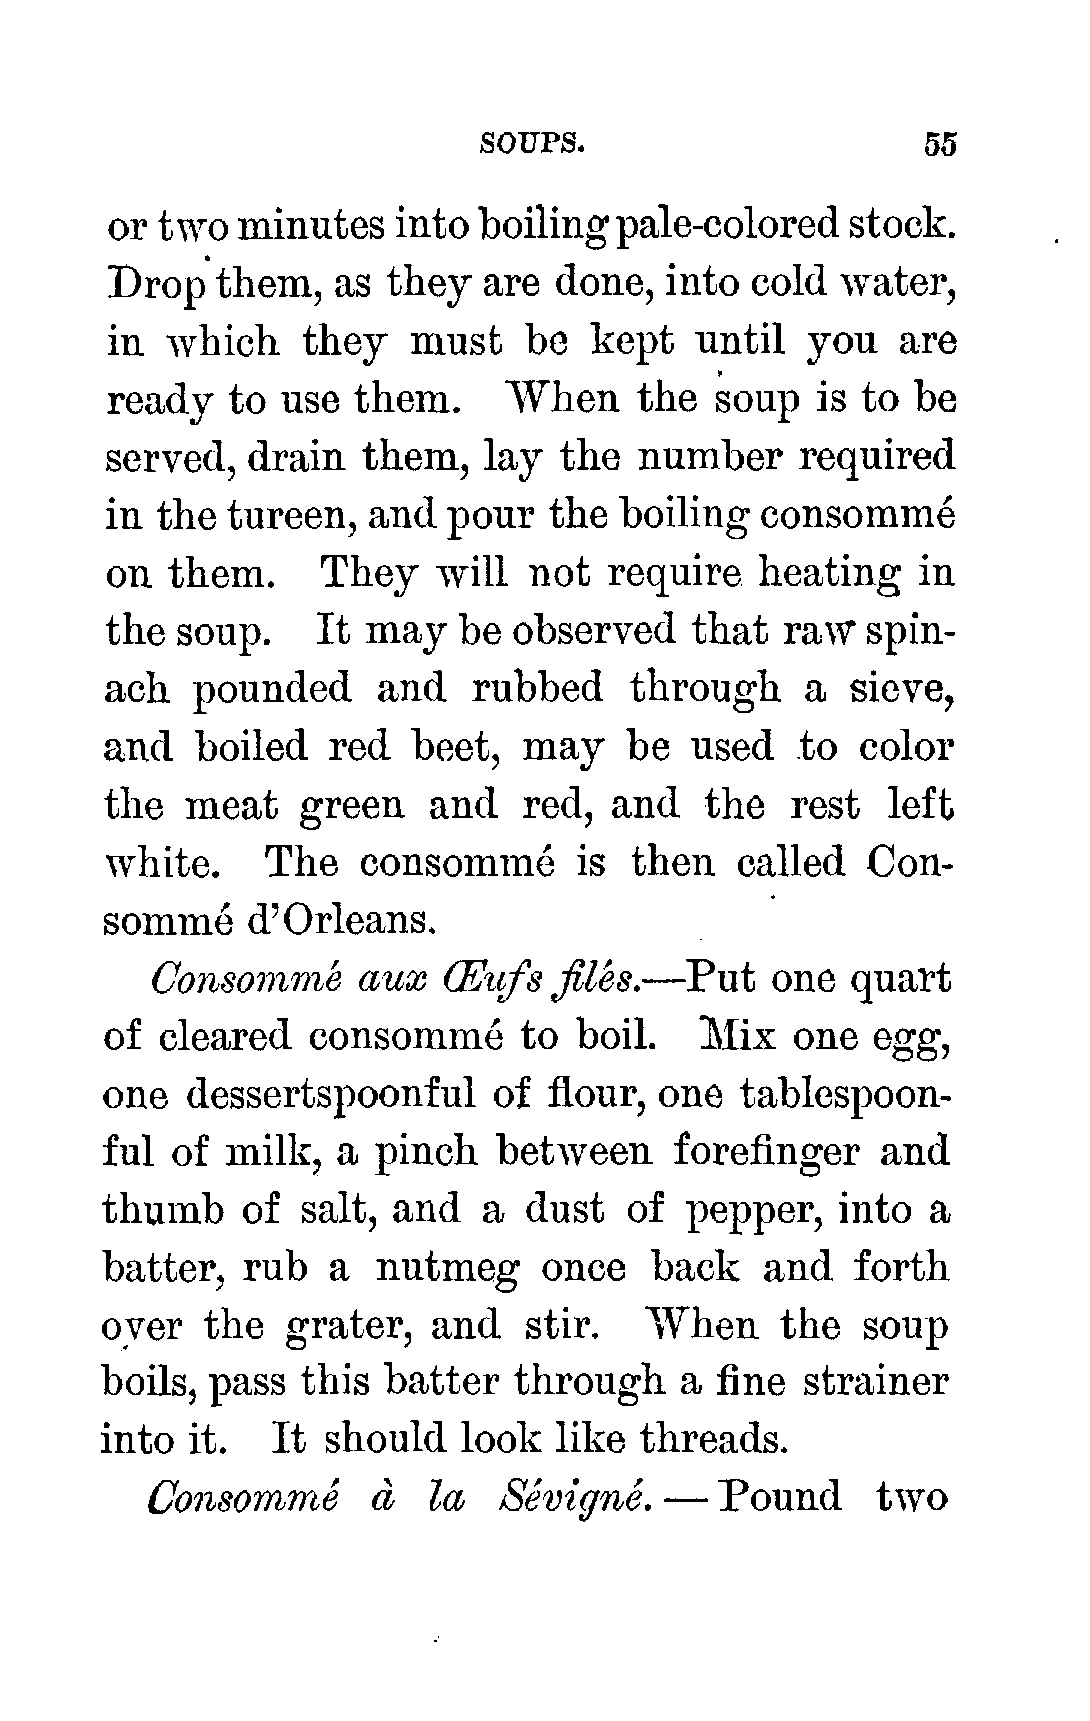 SOUPS. 55
or two minutes into boiling pale-colored stock.
Drop them, as they are done, into cold water,
in which they must be kept until you are
ready to use them. When the soup is to be
served, drain them, lay the number required
in the tureen, and pour the boiling consommé
on them. They will not require heating in
the soup. It may be observed that raw spin-
ach pounded and rubbed through a sieve,
and boiled red beet, may be used to color
the meat green and red, and the rest left
white. The consommé is then called Con-
sommé d'Orleans.
Consommé aux Œufs filés.—Put one quart
of cleared consommé to boil. Mix one egg,
one dessertspoonful of flour, one tablespoon-
ful of milk, a pinch between forefinger and
thumb of salt, and a dust of pepper, into a
batter, rub a nutmeg once back and forth
over the grater, and stir. When the soup
boils, pass this batter through a fine strainer
into it. It should look like threads.
Consommé à la Sévigné. — Pound two